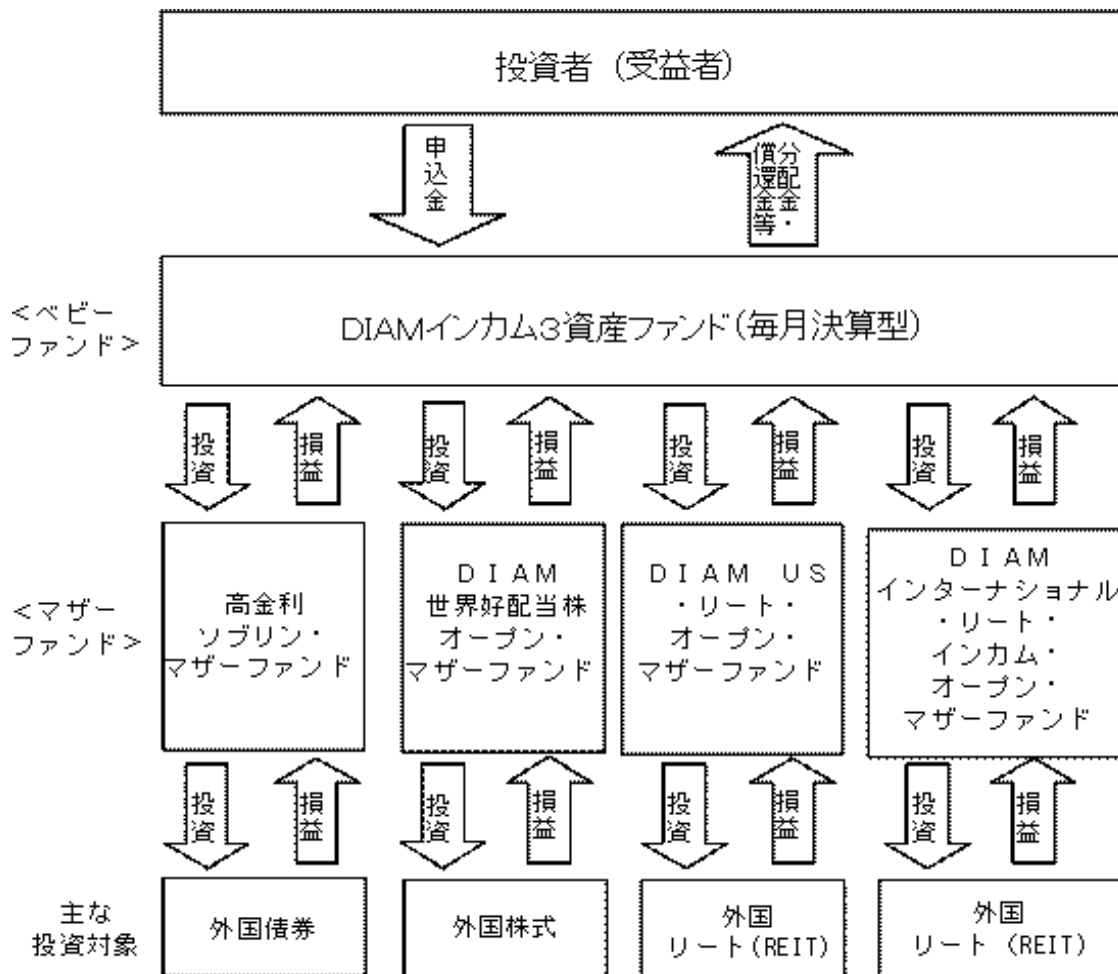 投資者（受益者）
申込金
分配金・
償還金等
＜ベビー
ファンド＞
DIAMインカム３資産ファンド(毎月決算型)
投資
損益
投資
損益
投資
損益
投資
損益
＜マザー
ファンド＞
高金利
ソブリン・
マザーファンド
ＤＩＡＭ
世界好配当株
オープン・
マザーファンド
ＤＩＡＭ　ＵＳ
・リート・
オープン・
マザーファンド
ＤＩＡＭ
インターナショナル
・リート・
インカム・
オープン・
マザーファンド
投資
損益
投資
損益
投資
損益
投資
損益
主な
投資対象
外国債券
外国株式
外国
リート(REIT)
外国
リート（REIT）